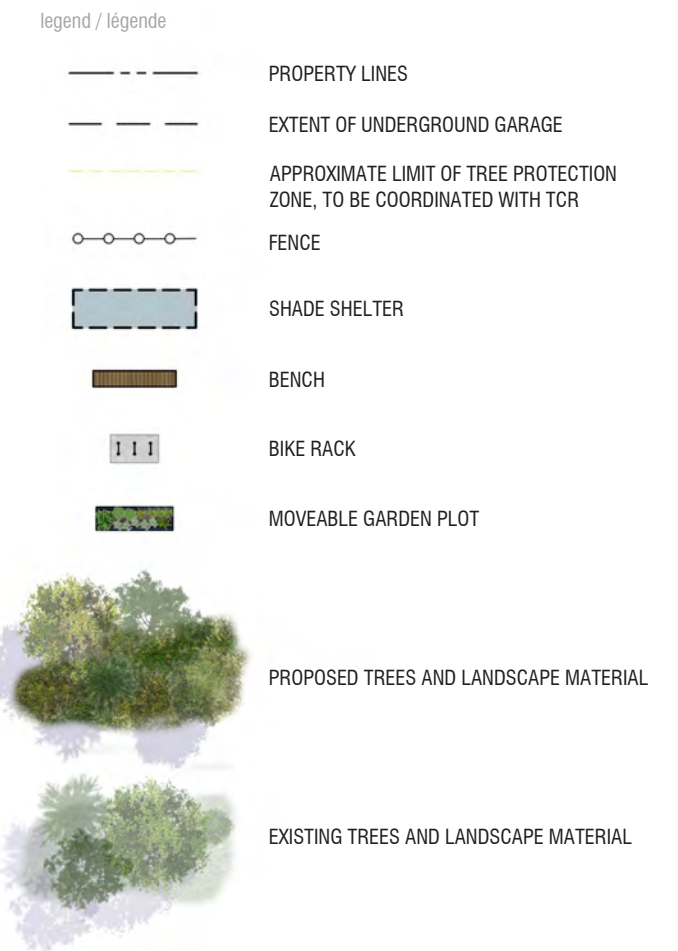 legend / légende
PROPERTY LINES
EXTENT OF UNDERGROUND GARAGE
APPROXIMATE LIMIT OF TREE PROTECTION
ZONE, TO BE COORDINATED WITH TCR
FENCE
SHADE SHELTER
BENCH
BIKE RACK
MOVEABLE GARDEN PLOT
PROPOSED TREES AND LANDSCAPE MATERIAL
EXISTING TREES AND LANDSCAPE MATERIAL